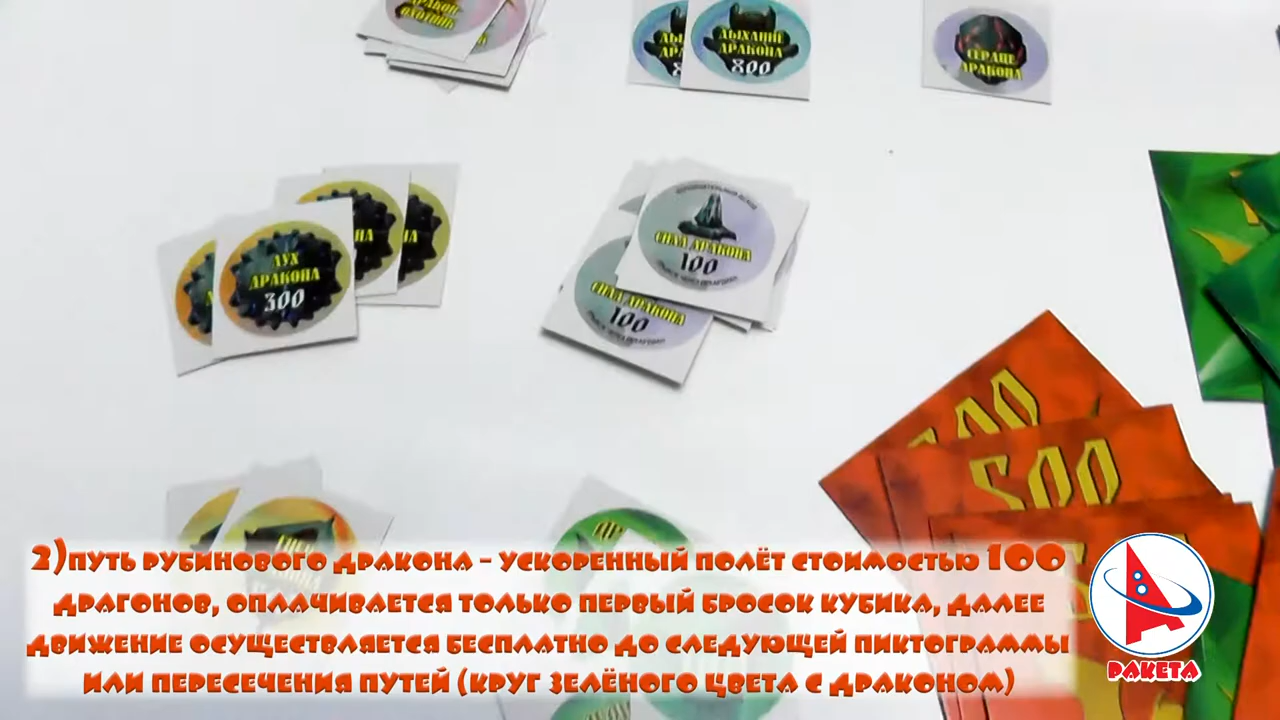 ДРАКОН
ОХОТНИК
ДЫХАНИЕ
ДРАКОНА
800
СЕРДЦЕ
ДРАКОНА
ДУХ
ДРАКОНА
300
СИЛА ДРАКОНА
100
СИЛА ДРАКОНА
100
500
2)ПУТЬ РУБИНОВОГО ДРАКОНА - УСКОРЕННЫЙ ПОЛЁТ СТОИМОСТЬЮ 100
ДРАГОНОВ, ОПЛАЧИВАЕТСЯ ТОЛЬКО ПЕРВЫЙ БРОСОК КУБИКА, ДАЛЕЕ
ДВИЖЕНИЕ ОСУЩЕСТВЛЯЕТСЯ БЕСПЛАТНО ДО СЛЕДУЮЩЕЙ ПИКТОГРАММЫ
ИЛИ ПЕРЕСЕЧЕНИЯ ПУТЕЙ (КРУГ ЗЕЛЁНОГО ЦВЕТА С ДРАКОНОМ)
РАКЕТА